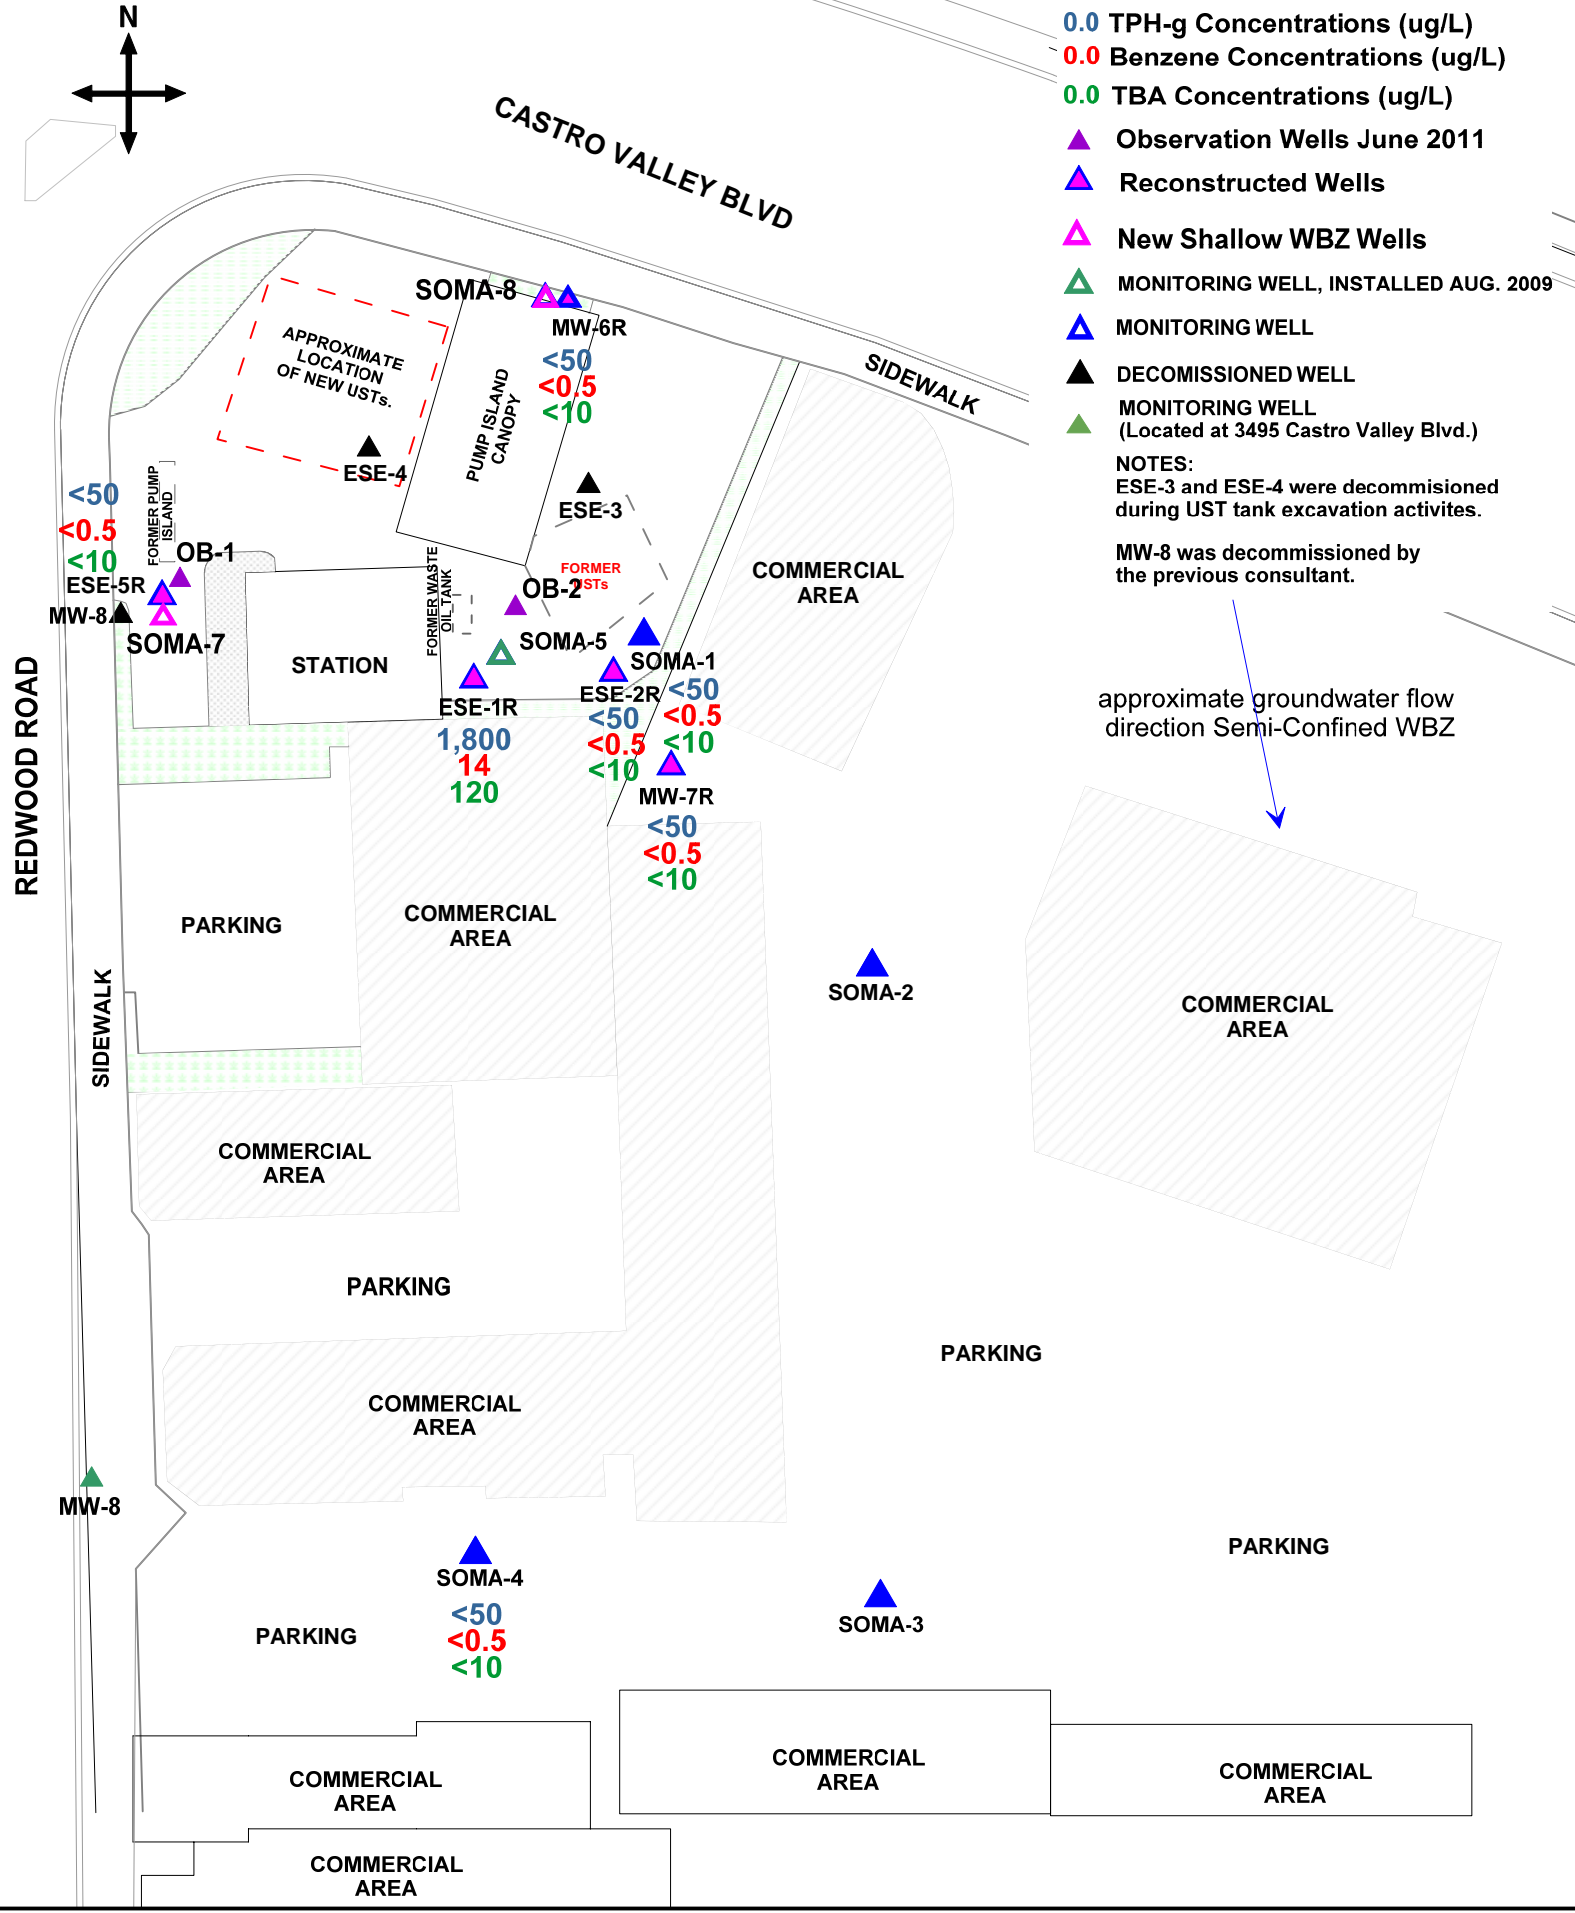 N
0.0 TPH-g Concentrations (ug/L)
0.0 Benzene Concentrations (ug/L)
0.0 TBA Concentrations (ug/L)
Observation Wells June 2011
Reconstructed Wells
New Shallow WBZ Wells
MONITORING WELL, INSTALLED AUG. 2009
MONITORING WELL
DECOMISSIONED WELL
MONITORING WELL
(Located at 3495 Castro Valley Blvd.)
NOTES:
ESE-3 and ESE-4 were decommisioned
during UST tank excavation activites.
MW-8 was decommissioned by
the previous consultant.
approximate groundwater flow
direction Semi-Confined WBZ
CASTRO VALLEY BLVD
SIDEWALK
SOMA-8
MW-6R
<50
<0.5
<10
APPROXIMATE
LOCATION
OF NEW USTs.
PUMP ISLAND
CANOPY
ESE-4
ESE-3
<50
<0.5
<10
FORMER PUMP
ISLAND
OB-1
ESE-5R
MW-8
SOMA-7
STATION
FORMER WASTE
OIL TANK
FORMER
USTs
OB-2
SOMA-5
SOMA-1
<50
<0.5
<10
ESE-2R
<50
<0.5
<10
ESE-1R
1,800
14
120
MW-7R
<50
<0.5
<10
COMMERCIAL
AREA
REDWOOD ROAD
PARKING
COMMERCIAL
AREA
SOMA-2
COMMERCIAL
AREA
SIDEWALK
COMMERCIAL
AREA
PARKING
PARKING
COMMERCIAL
AREA
MW-8
SOMA-4
<50
<0.5
<10
PARKING
SOMA-3
PARKING
COMMERCIAL
AREA
COMMERCIAL
AREA
COMMERCIAL
AREA
COMMERCIAL
AREA